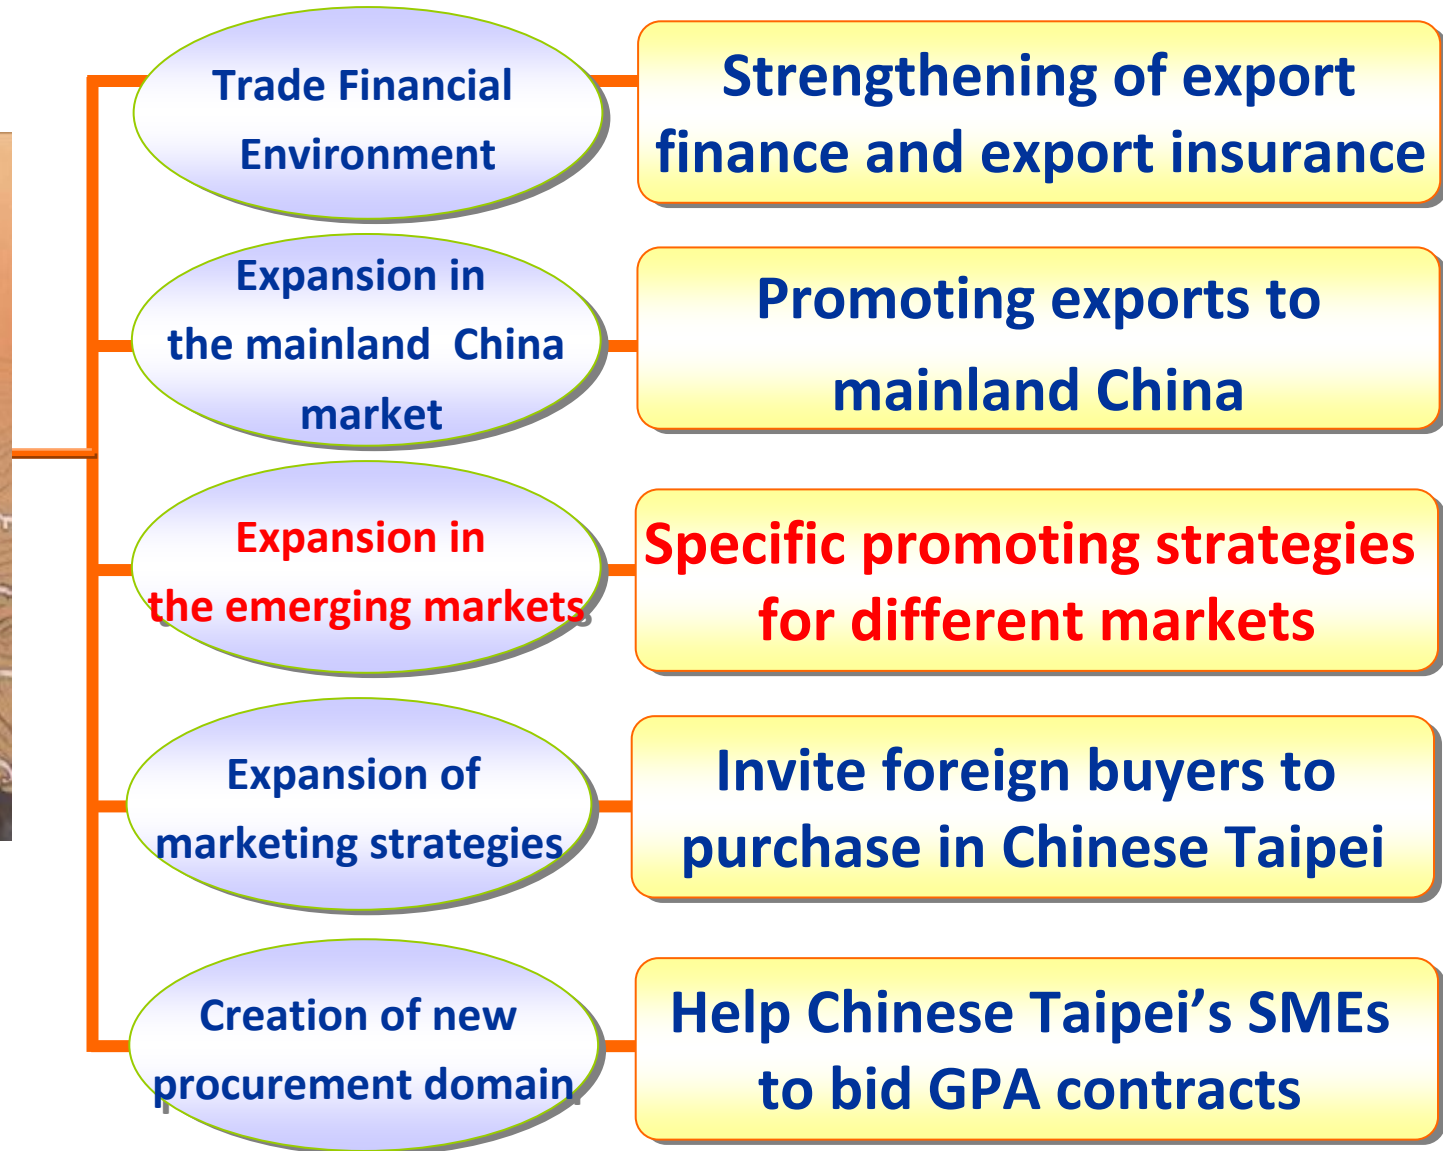 Trade Financial
Environment
Strengthening of export
finance and export insurance
Expansion in
the mainland China
market
Promoting exports to
mainland China
Expansion in
the emerging markets
Specific promoting strategies
for different markets
Expansion of
marketing strategies
Invite foreign buyers to
purchase in Chinese Taipei
Creation of new
procurement domain
Help Chinese Taipei’s SMEs
to bid GPA contracts